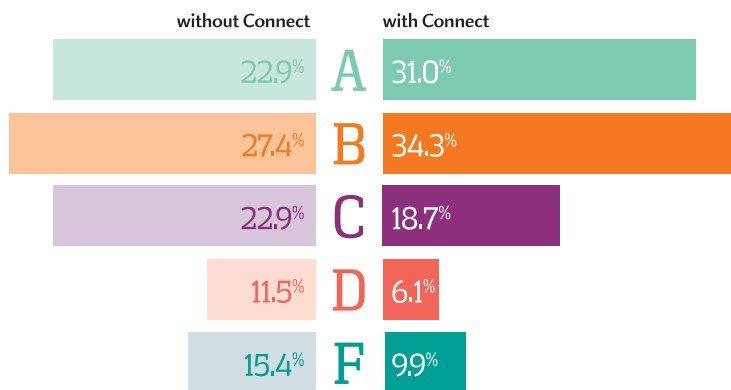 without Connect with Connect
22.9% A 31.0%
27.4% B 34.3%
22.9% C 18.7%
11.5% D 6.1%
15.4% F 9.9%